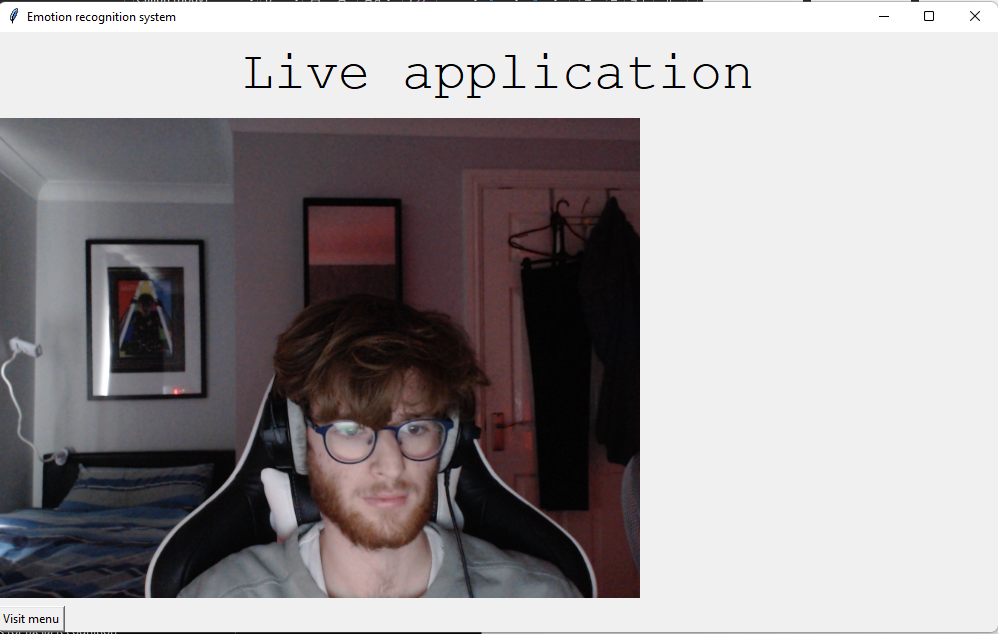 Emotion recognition system
Live application
Visit menu